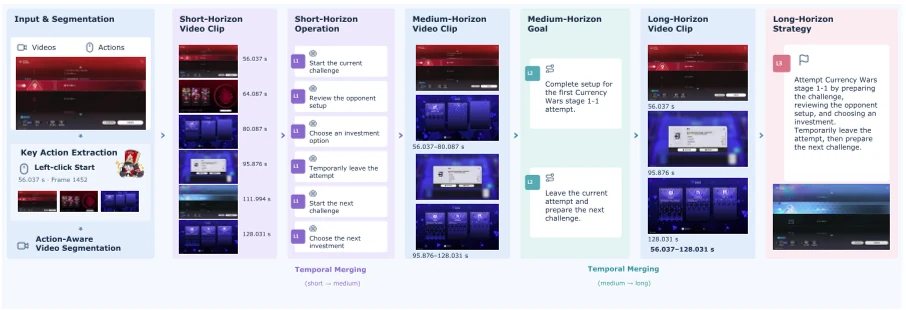 Input & Segmentation
Videos
Actions
Key Action Extraction
Left-click Start
56.037 s · Frame 1452
Action-Aware
Video Segmentation
Short-Horizon
Video Clip
56.037 s
64.087 s
80.087 s
95.876 s
111.994 s
128.031 s
Short-Horizon
Operation
L1
Start the current
challenge
L1
Review the opponent
setup
L1
Choose an investment
option
L1
Temporarily leave the
attempt
L1
Start the next
challenge
L1
Choose the next
investment
Temporal Merging
(short → medium)
Medium-Horizon
Video Clip
56.037–80.087 s
95.876–128.031 s
Medium-Horizon
Goal
L2
Complete setup for
the first Currency
Wars stage 1-1
attempt.
L2
Leave the current
attempt and
prepare the next
challenge.
Temporal Merging
(medium → long)
Long-Horizon
Video Clip
56.037 s
95.876 s
128.031 s
56.037–128.031 s
Long-Horizon
Strategy
L3
Attempt Currency Wars
stage 1-1 by preparing
the challenge,
reviewing the opponent
setup, and choosing an
investment.
Temporarily leave the
attempt, then prepare
the next challenge.